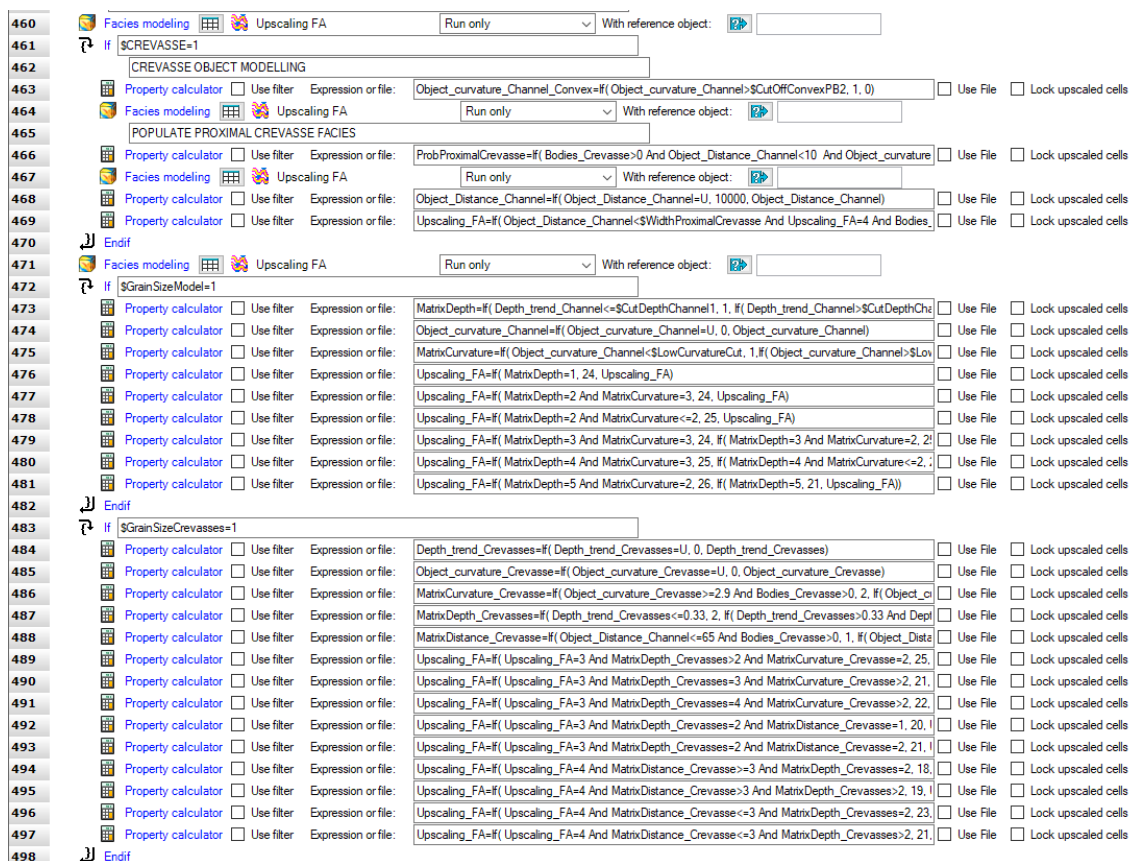 460 Facies modeling Upscaling FA Run only With reference object:
461 If $CREVASSE=1
462 CREVASSE OBJECT MODELLING
463 Property calculator Use filter Expression or file: Object_curvature_Channel_Convex=If( Object_curvature_Channel>$CutOffConvexPB2, 1, 0) Use File Lock upscaled cells
464 Facies modeling Upscaling FA Run only With reference object:
465 POPULATE PROXIMAL CREVASSE FACIES
466 Property calculator Use filter Expression or file: ProbProximalCrevasse=If( Bodies_Crevasse>0 And Object_Distance_Channel<10 And Object_curvature Use File Lock upscaled cells
467 Facies modeling Upscaling FA Run only With reference object:
468 Property calculator Use filter Expression or file: Object_Distance_Channel=If( Object_Distance_Channel=U, 10000, Object_Distance_Channel) Use File Lock upscaled cells
469 Property calculator Use filter Expression or file: Upscaling_FA=If( Object_Distance_Channel<$WidthProximalCrevasse And Upscaling_FA=4 And Bodies_ Use File Lock upscaled cells
470 Endif
471 Facies modeling Upscaling FA Run only With reference object:
472 If $GrainSizeModel=1
473 Property calculator Use filter Expression or file: MatrixDepth=If( Depth_trend_Channel<=$CutDepthChannel1, 1, If( Depth_trend_Channel>$CutDepthCha Use File Lock upscaled cells
474 Property calculator Use filter Expression or file: Object_curvature_Channel=If( Object_curvature_Channel=U, 0, Object_curvature_Channel) Use File Lock upscaled cells
475 Property calculator Use filter Expression or file: MatrixCurvature=If( Object_curvature_Channel<$LowCurvatureCut, 1,If( Object_curvature_Channel>$Low Use File Lock upscaled cells
476 Property calculator Use filter Expression or file: Upscaling_FA=If( MatrixDepth=1, 24, Upscaling_FA) Use File Lock upscaled cells
477 Property calculator Use filter Expression or file: Upscaling_FA=If( MatrixDepth=2 And MatrixCurvature=3, 24, Upscaling_FA) Use File Lock upscaled cells
478 Property calculator Use filter Expression or file: Upscaling_FA=If( MatrixDepth=2 And MatrixCurvature<=2, 25, Upscaling_FA) Use File Lock upscaled cells
479 Property calculator Use filter Expression or file: Upscaling_FA=If( MatrixDepth=3 And MatrixCurvature=3, 24, If( MatrixDepth=3 And MatrixCurvature=2, Use File Lock upscaled cells
480 Property calculator Use filter Expression or file: Upscaling_FA=If( MatrixDepth=4 And MatrixCurvature=3, 25, If( MatrixDepth=4 And MatrixCurvature<=2, Use File Lock upscaled cells
481 Property calculator Use filter Expression or file: Upscaling_FA=If( MatrixDepth=5 And MatrixCurvature=2, 26, If( MatrixDepth=5, 21, Upscaling_FA)) Use File Lock upscaled cells
482 Endif
483 If $GrainSizeCrevasses=1
484 Property calculator Use filter Expression or file: Depth_trend_Crevasses=If( Depth_trend_Crevasses=U, 0, Depth_trend_Crevasses) Use File Lock upscaled cells
485 Property calculator Use filter Expression or file: Object_curvature_Crevasse=If( Object_curvature_Crevasse=U, 0, Object_curvature_Crevasse) Use File Lock upscaled cells
486 Property calculator Use filter Expression or file: MatrixCurvature_Crevasse=If( Object_curvature_Crevasse>=2.9 And Bodies_Crevasse>0, 2, If( Object_cu Use File Lock upscaled cells
487 Property calculator Use filter Expression or file: MatrixDepth_Crevasses=If( Depth_trend_Crevasses<=0.33, 2, If( Depth_trend_Crevasses>0.33 And Dept Use File Lock upscaled cells
488 Property calculator Use filter Expression or file: MatrixDistance_Crevasse=If( Object_Distance_Channel<=65 And Bodies_Crevasse>0, 1, If( Object_Dista Use File Lock upscaled cells
489 Property calculator Use filter Expression or file: Upscaling_FA=If( Upscaling_FA=3 And MatrixDepth_Crevasses>2 And MatrixCurvature_Crevasse=2, 25, Use File Lock upscaled cells
490 Property calculator Use filter Expression or file: Upscaling_FA=If( Upscaling_FA=3 And MatrixDepth_Crevasses=3 And MatrixCurvature_Crevasse>2, 21, Use File Lock upscaled cells
491 Property calculator Use filter Expression or file: Upscaling_FA=If( Upscaling_FA=3 And MatrixDepth_Crevasses=4 And MatrixCurvature_Crevasse>2, 22, Use File Lock upscaled cells
492 Property calculator Use filter Expression or file: Upscaling_FA=If( Upscaling_FA=3 And MatrixDepth_Crevasses=2 And MatrixDistance_Crevasse=1, 20, Use File Lock upscaled cells
493 Property calculator Use filter Expression or file: Upscaling_FA=If( Upscaling_FA=3 And MatrixDepth_Crevasses=2 And MatrixDistance_Crevasse=2, 21, Use File Lock upscaled cells
494 Property calculator Use filter Expression or file: Upscaling_FA=If( Upscaling_FA=4 And MatrixDistance_Crevasse>=3 And MatrixDepth_Crevasses=2, 18, Use File Lock upscaled cells
495 Property calculator Use filter Expression or file: Upscaling_FA=If( Upscaling_FA=4 And MatrixDistance_Crevasse>3 And MatrixDepth_Crevasses>2, 19, Use File Lock upscaled cells
496 Property calculator Use filter Expression or file: Upscaling_FA=If( Upscaling_FA=4 And MatrixDistance_Crevasse<=3 And MatrixDepth_Crevasses=2, 23, Use File Lock upscaled cells
497 Property calculator Use filter Expression or file: Upscaling_FA=If( Upscaling_FA=4 And MatrixDistance_Crevasse<=3 And MatrixDepth_Crevasses>2, 21, Use File Lock upscaled cells
498 Endif